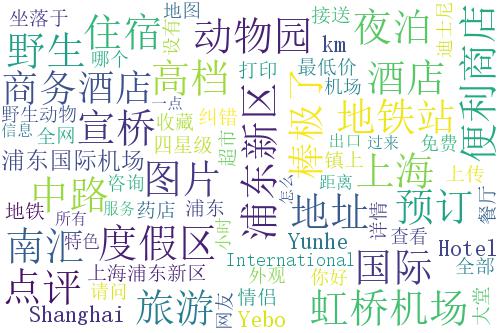 坐落于
地图
接送
迪士尼
野生
住宿
没有
哪个
动物园
km
夜泊
便利商店
商务酒店
高档
打印
最低价
机场
酒店
野生动物
信息
全网
宣桥
一点
收藏
纠错
四星级
浦东新区
棒极了
地铁站
浦东国际机场
图片
超市
镇上
出口
过来
免费
上海
上传
中路
咨询
地址
怎么
距离
预订
餐厅
地铁
所有
服务
药店
浦东
小时
详情
南汇
特色
度假区
Yunhe
国际
查看
Hotel
上海浦东新区
International
全部
点评
请问
外观
你好
Shanghai
旅游
网友
情侣
Yebo
虹桥机场
大堂